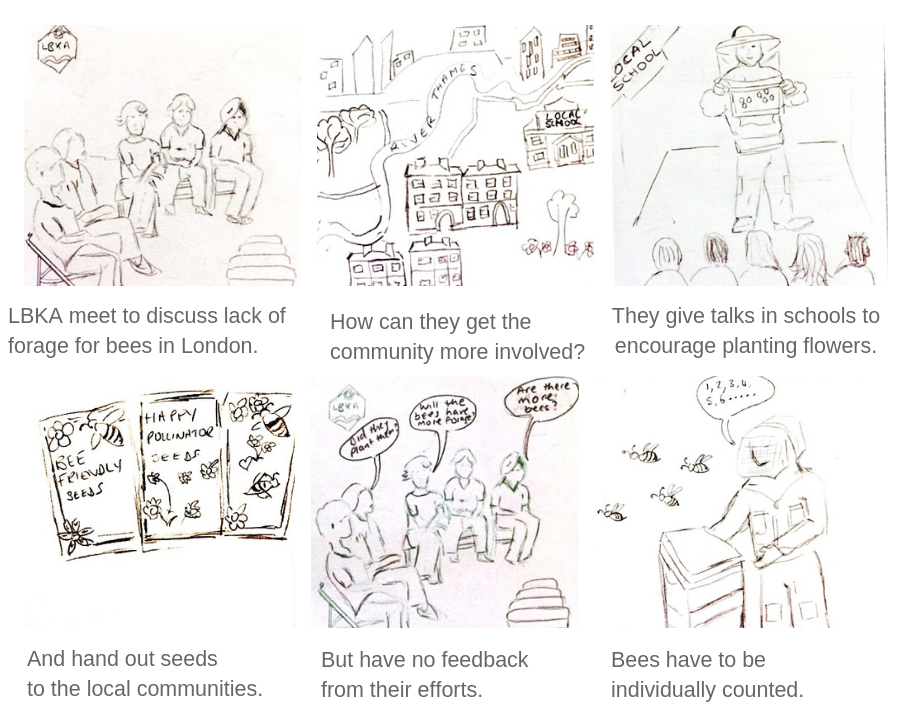 LBKA
RIVER THAMES
LOCAL
SCHOOL
LOCAL
SCHOOL
LBKA meet to discuss lack of
forage for bees in London.
How can they get the
community more involved?
They give talks in schools to
encourage planting flowers.
BEE
FRIENDLY
SEEDS
HAPPY
POLLINATOR
SEEDS
LBKA
Did they
plant them?
Will the
bees have
more forage?
Are there
more
bees?
1, 2, 3, 4,
5, 6......
And hand out seeds
to the local communities.
But have no feedback
from their efforts.
Bees have to be
individually counted.